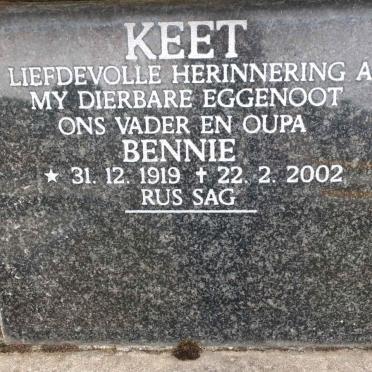 KEET
LIEFDEVOLLE HERINNERING A
MY DIERBARE EGGENOOT
ONS VADER EN OUPA
BENNIE
★ 31. 12. 1919 ✝ 22. 2. 2002
RUS SAG